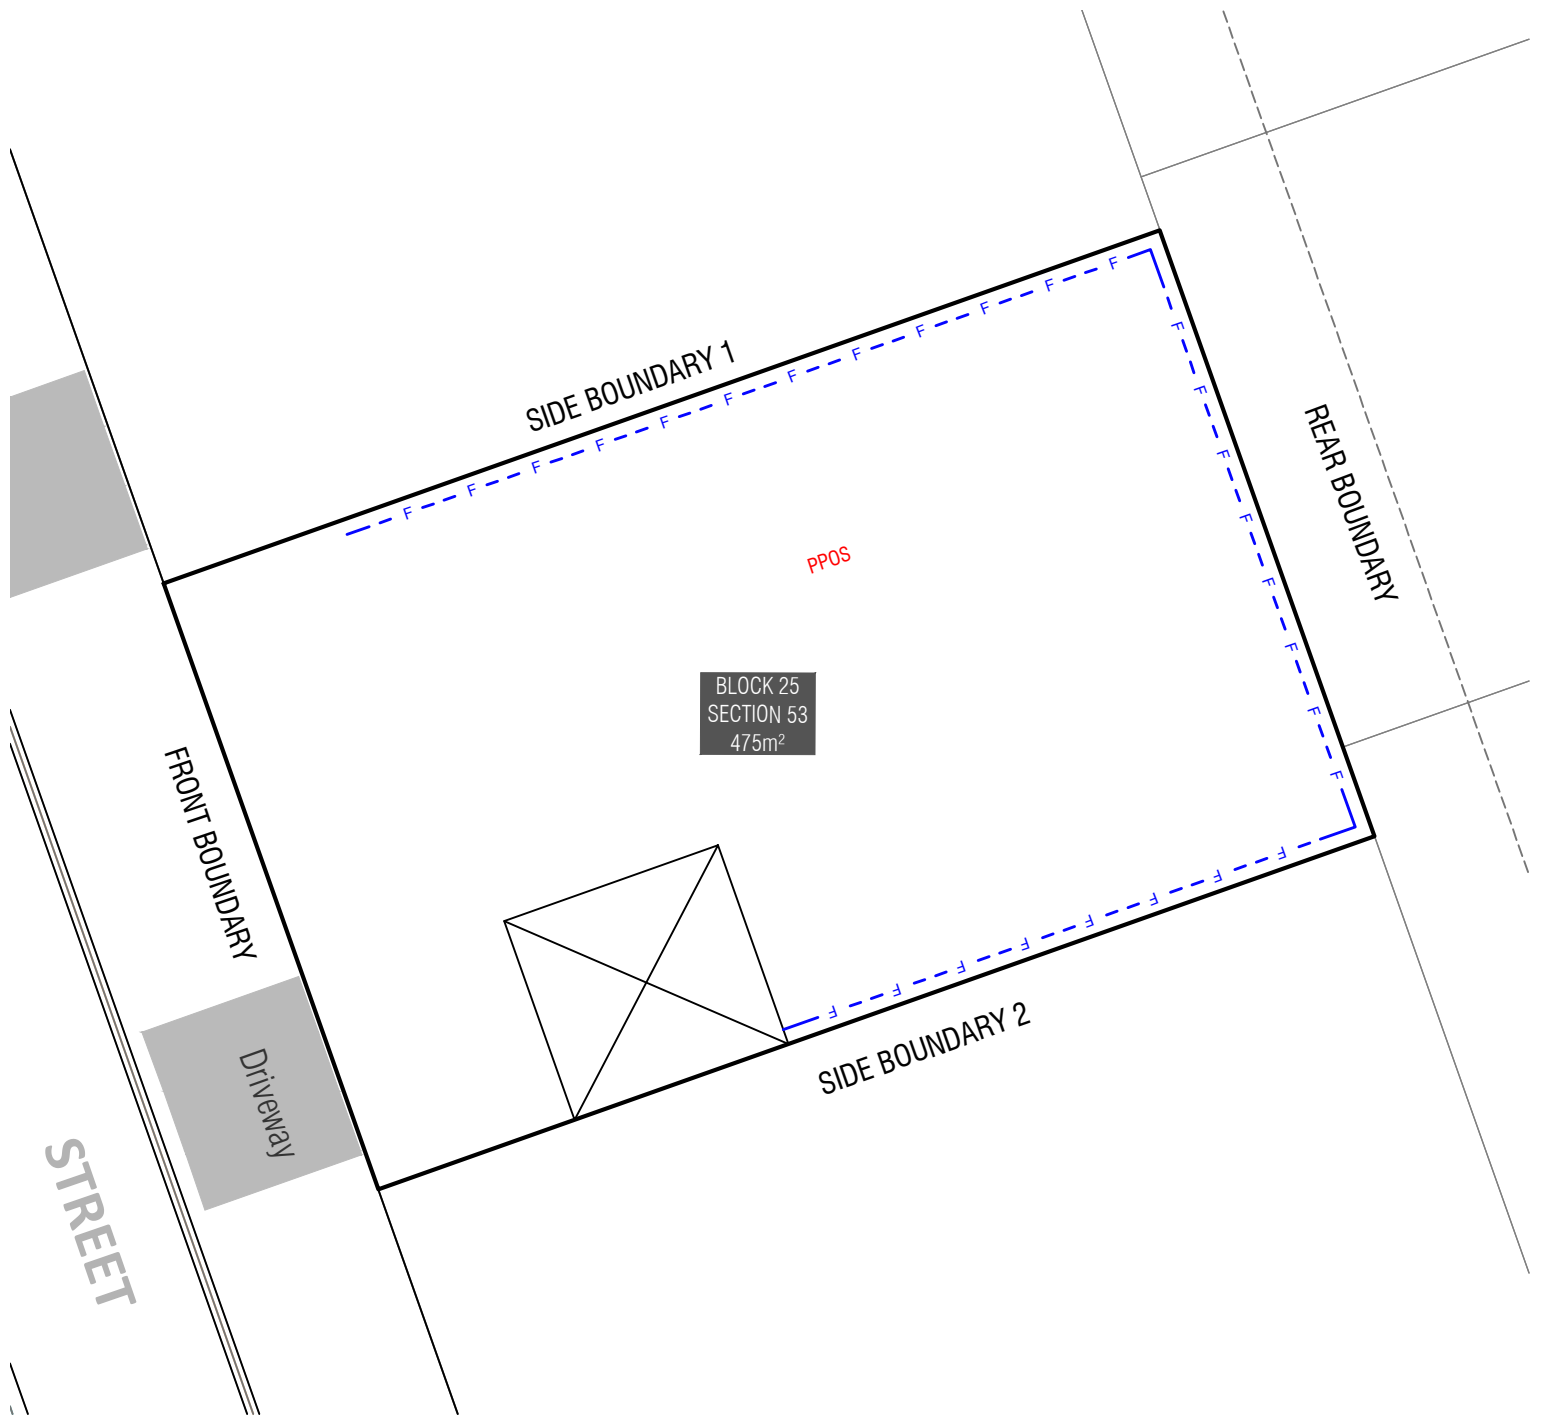 SIDE BOUNDARY 1
F F F F F F F F F F F F
F F F F F F F F
REAR BOUNDARY
PPOS
BLOCK 25
SECTION 53
475m²
FRONT BOUNDARY
F F F F F F F F
SIDE BOUNDARY 2
Driveway
STREET